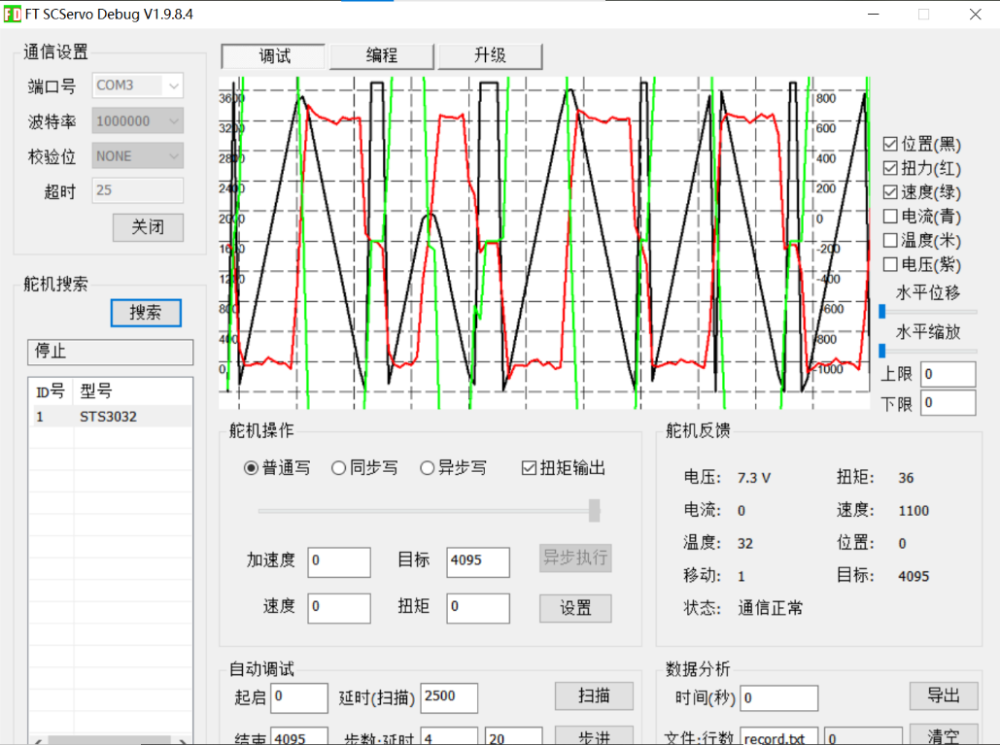 FT SCServo Debug V1.9.8.4
通信设置
端口号 COM3
波特率 1000000
校验位 NONE
超时 25
关闭
舵机搜索
搜索
停止
ID号 型号
1 STS3032
调试 编程 升级
3600 800
3200 600
2800 400
2400 200
2000 0
1600 -200
1200 -400
800 -600
400 -800
0 -1000
位置(黑)
扭力(红)
速度(绿)
电流(青)
温度(米)
电压(紫)
水平位移
水平缩放
上限 0
下限 0
舵机操作
普通写 同步写 异步写 扭矩输出
加速度 0 目标 4095 异步执行
速度 0 扭矩 0 设置
舵机反馈
电压: 7.3 V 扭矩: 36
电流: 0 速度: 1100
温度: 32 位置: 0
移动: 1 目标: 4095
状态: 通信正常
自动调试
起启 0 延时(扫描) 2500 扫描
结束 4095 步数:延时 4 20 步进
数据分析
时间(秒) 0 导出
文件:行数 record.txt 0 清空